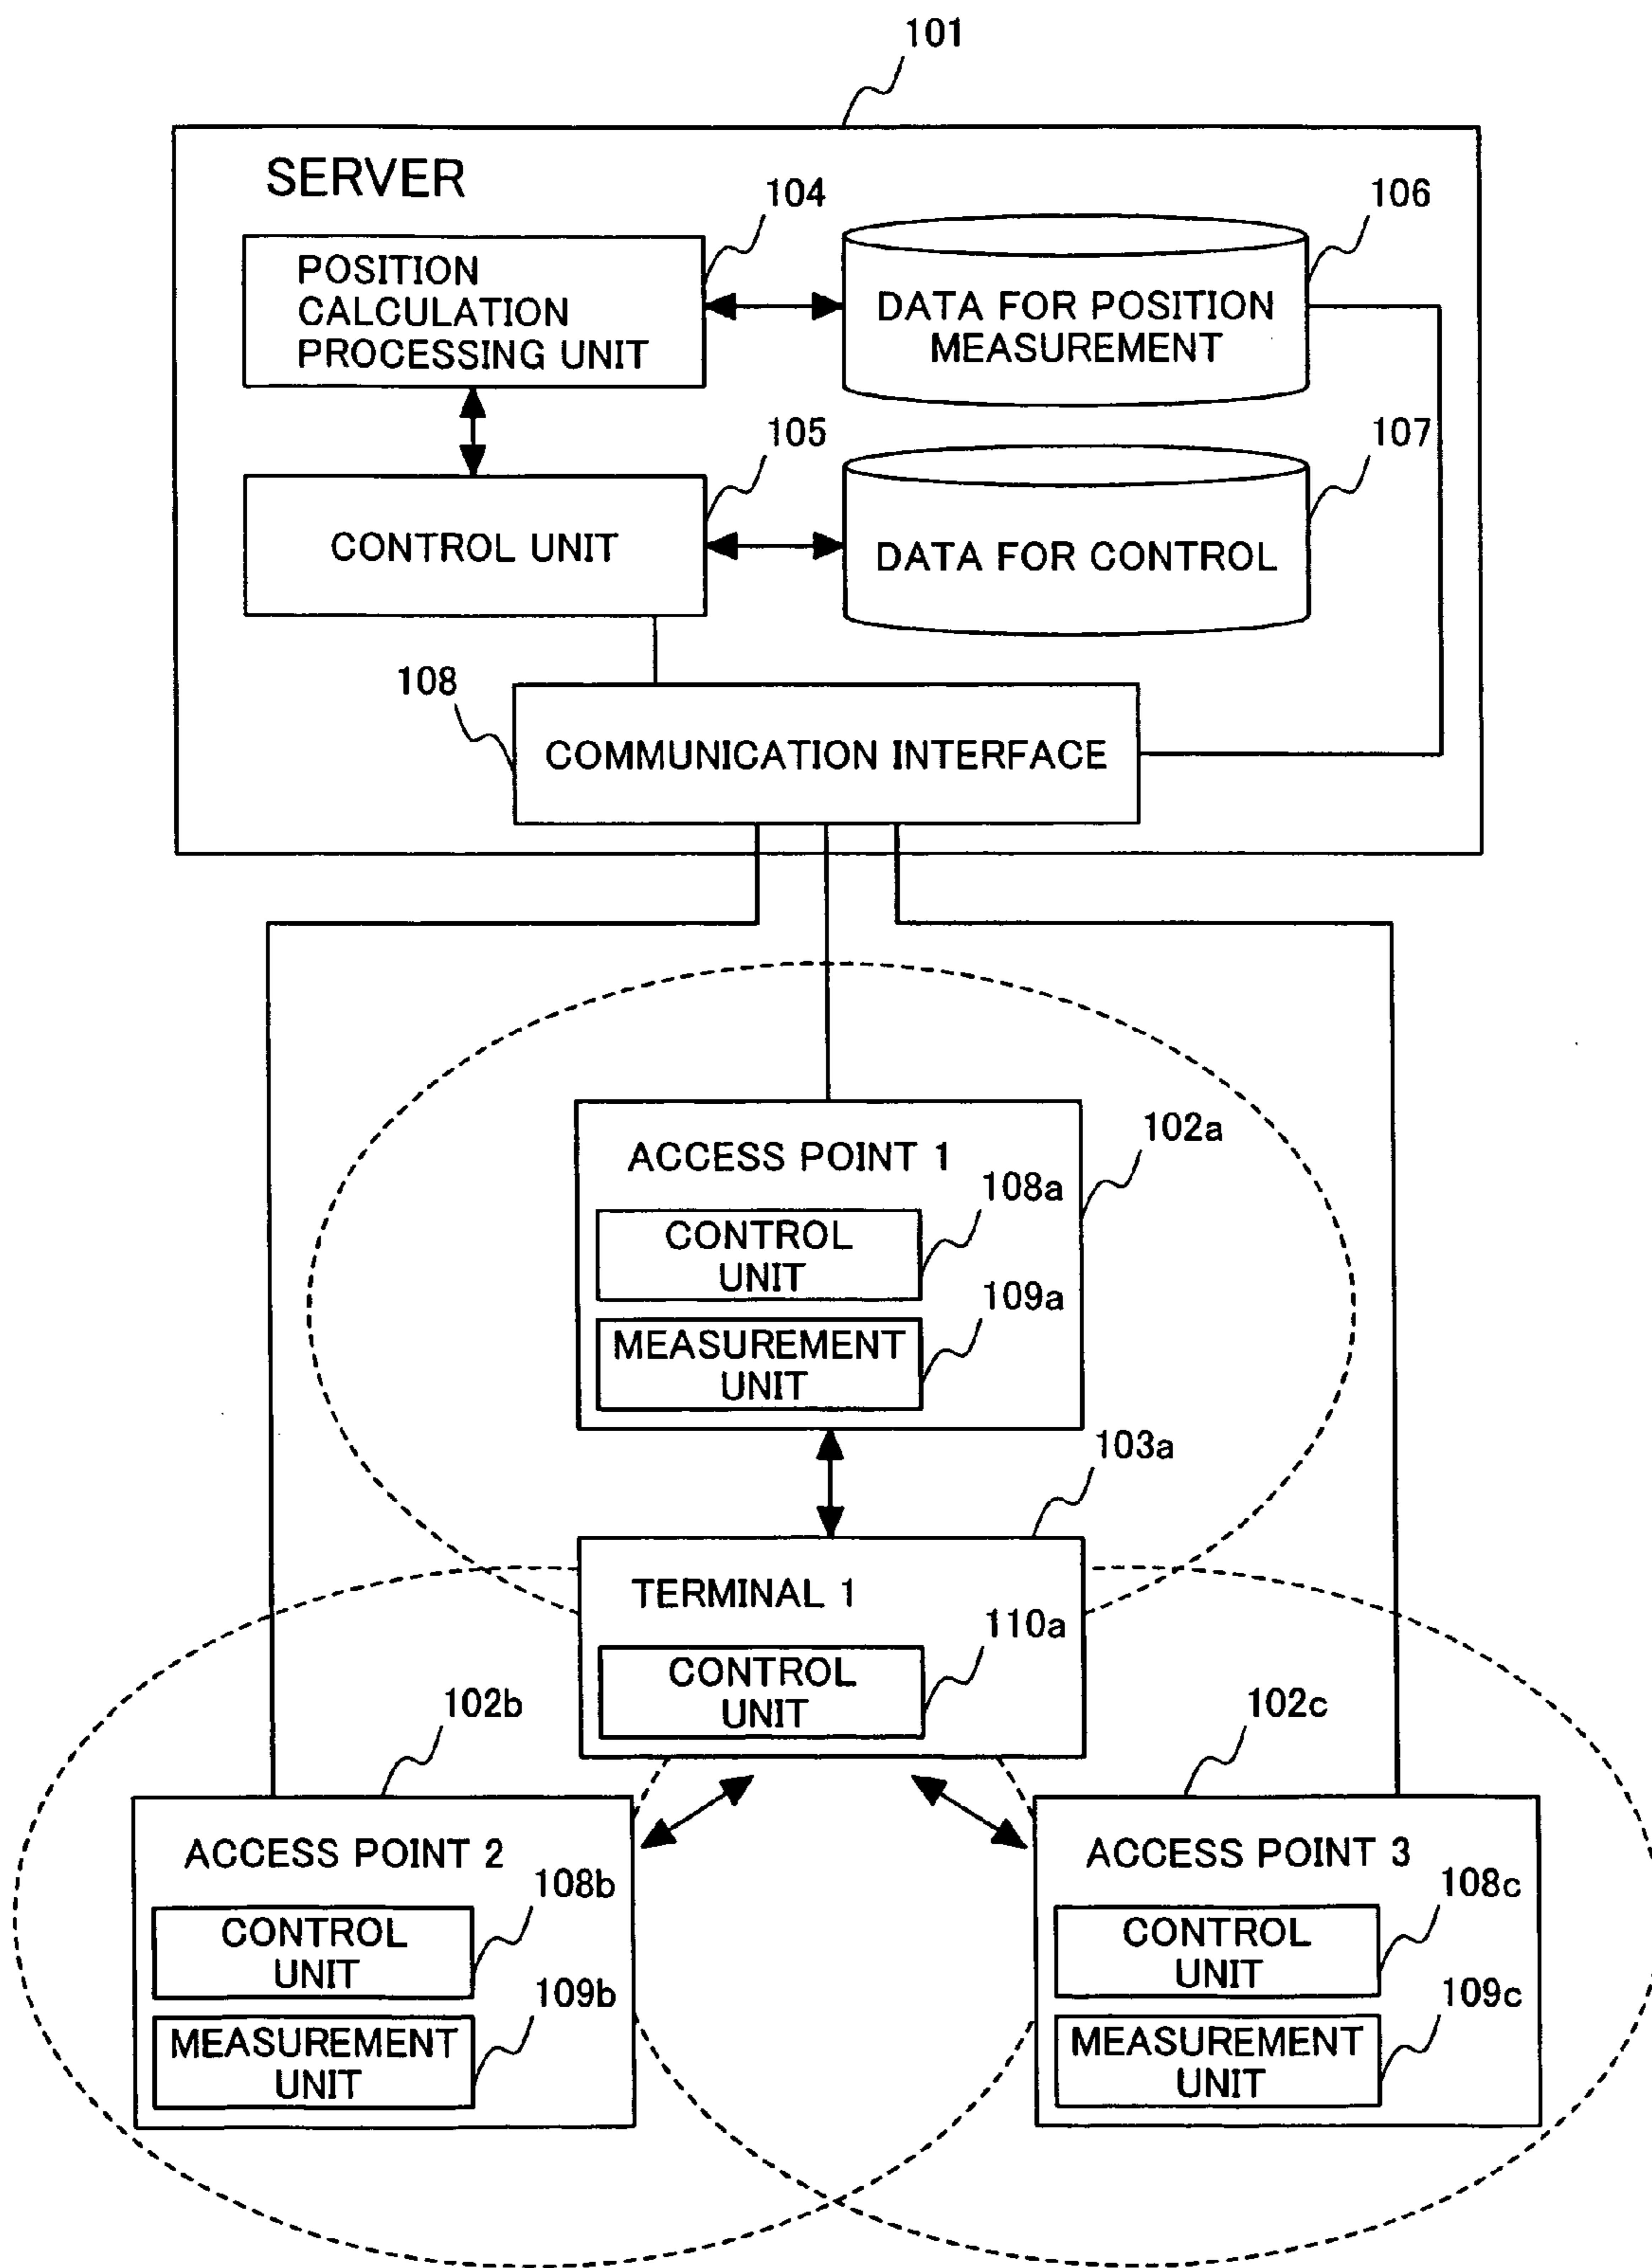 101
SERVER
104
106
POSITION
CALCULATION
PROCESSING UNIT
DATA FOR POSITION
MEASUREMENT
105
107
CONTROL UNIT
DATA FOR CONTROL
108
COMMUNICATION INTERFACE
102a
ACCESS POINT 1
108a
CONTROL
UNIT
109a
MEASUREMENT
UNIT
103a
TERMINAL 1
110a
CONTROL
UNIT
102b
102c
ACCESS POINT 2
108b
CONTROL
UNIT
109b
MEASUREMENT
UNIT
ACCESS POINT 3
108c
CONTROL
UNIT
109c
MEASUREMENT
UNIT